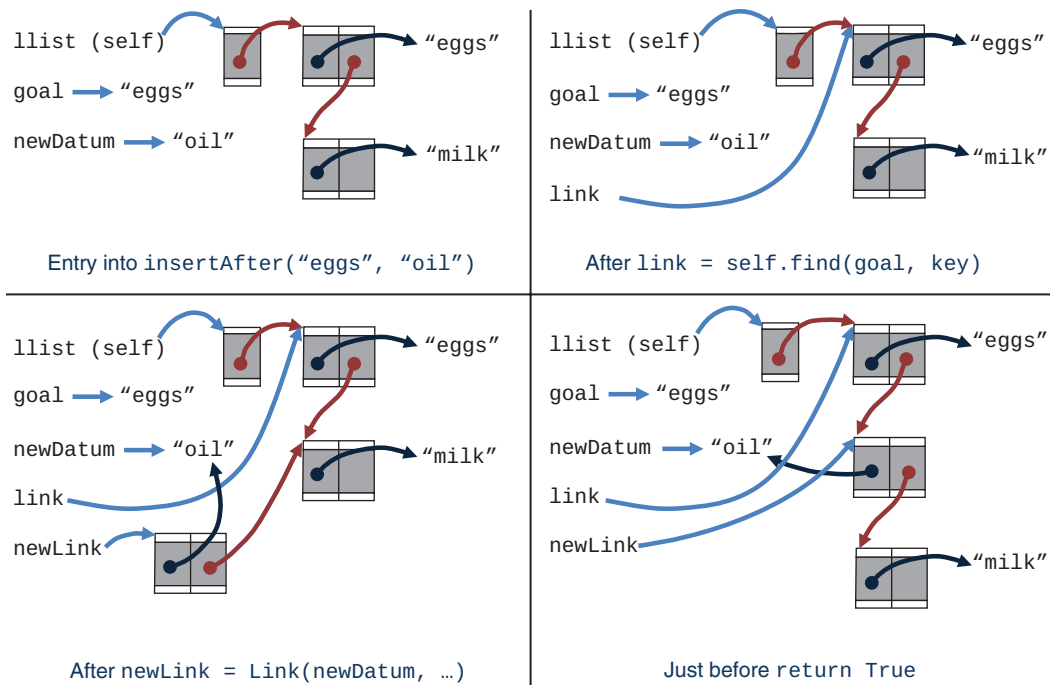 llist (self)
“eggs”
goal “eggs”
newDatum “oil”
“milk”
Entry into insertAfter(“eggs”, “oil”)
llist (self)
“eggs”
goal “eggs”
newDatum “oil”
“milk”
link
After link = self.find(goal, key)
llist (self)
“eggs”
goal “eggs”
newDatum “oil”
“milk”
link
newLink
After newLink = Link(newDatum, …)
llist (self)
“eggs”
goal “eggs”
newDatum “oil”
link
newLink
“milk”
Just before return True